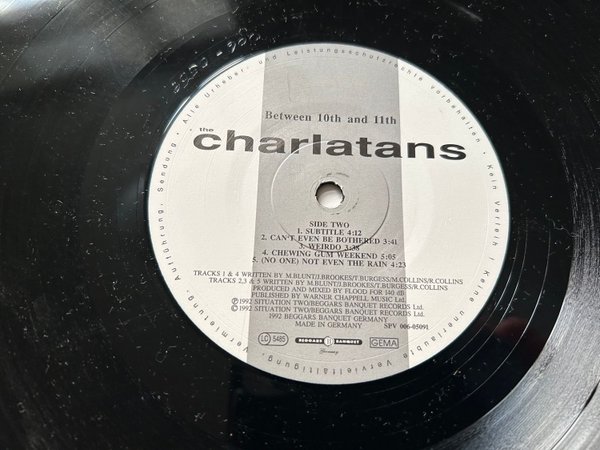 Between 10th and 11th
the
charlatans
SIDE TWO
1. SUBTITLE 4:12
2. CAN'T EVEN BE BOTHERED 3:41
3. WEIRDO 3:38
4. CHEWING GUM WEEKEND 5:05
5. (NO ONE) NOT EVEN THE RAIN 4:23
TRACKS 1 & 4 WRITTEN BY M.BLUNT/J.BROOKES/T.BURGESS/M.COLLINS/R.COLLINS
TRACKS 2,3 & 5 WRITTEN BY M.BLUNT/J.BROOKES/T.BURGESS/M.COLLINS
PRODUCED AND MIXED BY FLOOD FOR 140 dB
PUBLISHED BY WARNER CHAPPELL MUSIC Ltd.
Ⓟ1992 SITUATION TWO/BEGGARS BANQUET RECORDS Ltd.
©1992 SITUATION TWO/BEGGARS BANQUET RECORDS Ltd.
1992 BEGGARS BANQUET GERMANY
MADE IN GERMANY SPV 006-05091
LC 5485
BEGGARS BANQUET
Germany
GEMA
Alle Urheber- und Leistungsschutzrechte vorbehalten · Kein Verleih! Keine unerlaubte Vervielfältigung, Vermietung, Aufführung, Sendung.